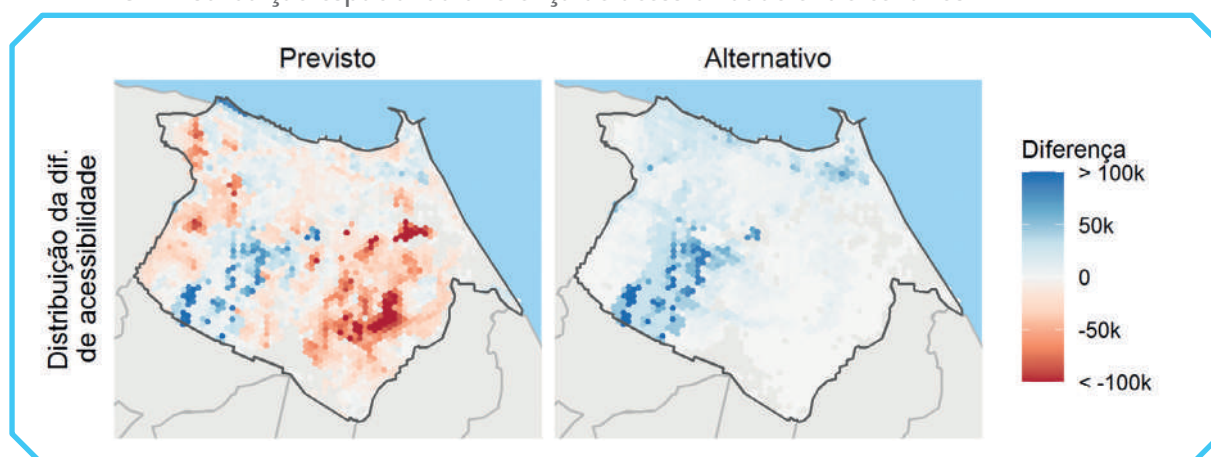 Previsto
Alternativo
Distribuição da dif.
de acessibilidade
Diferença
> 100k
50k
0
-50k
< -100k